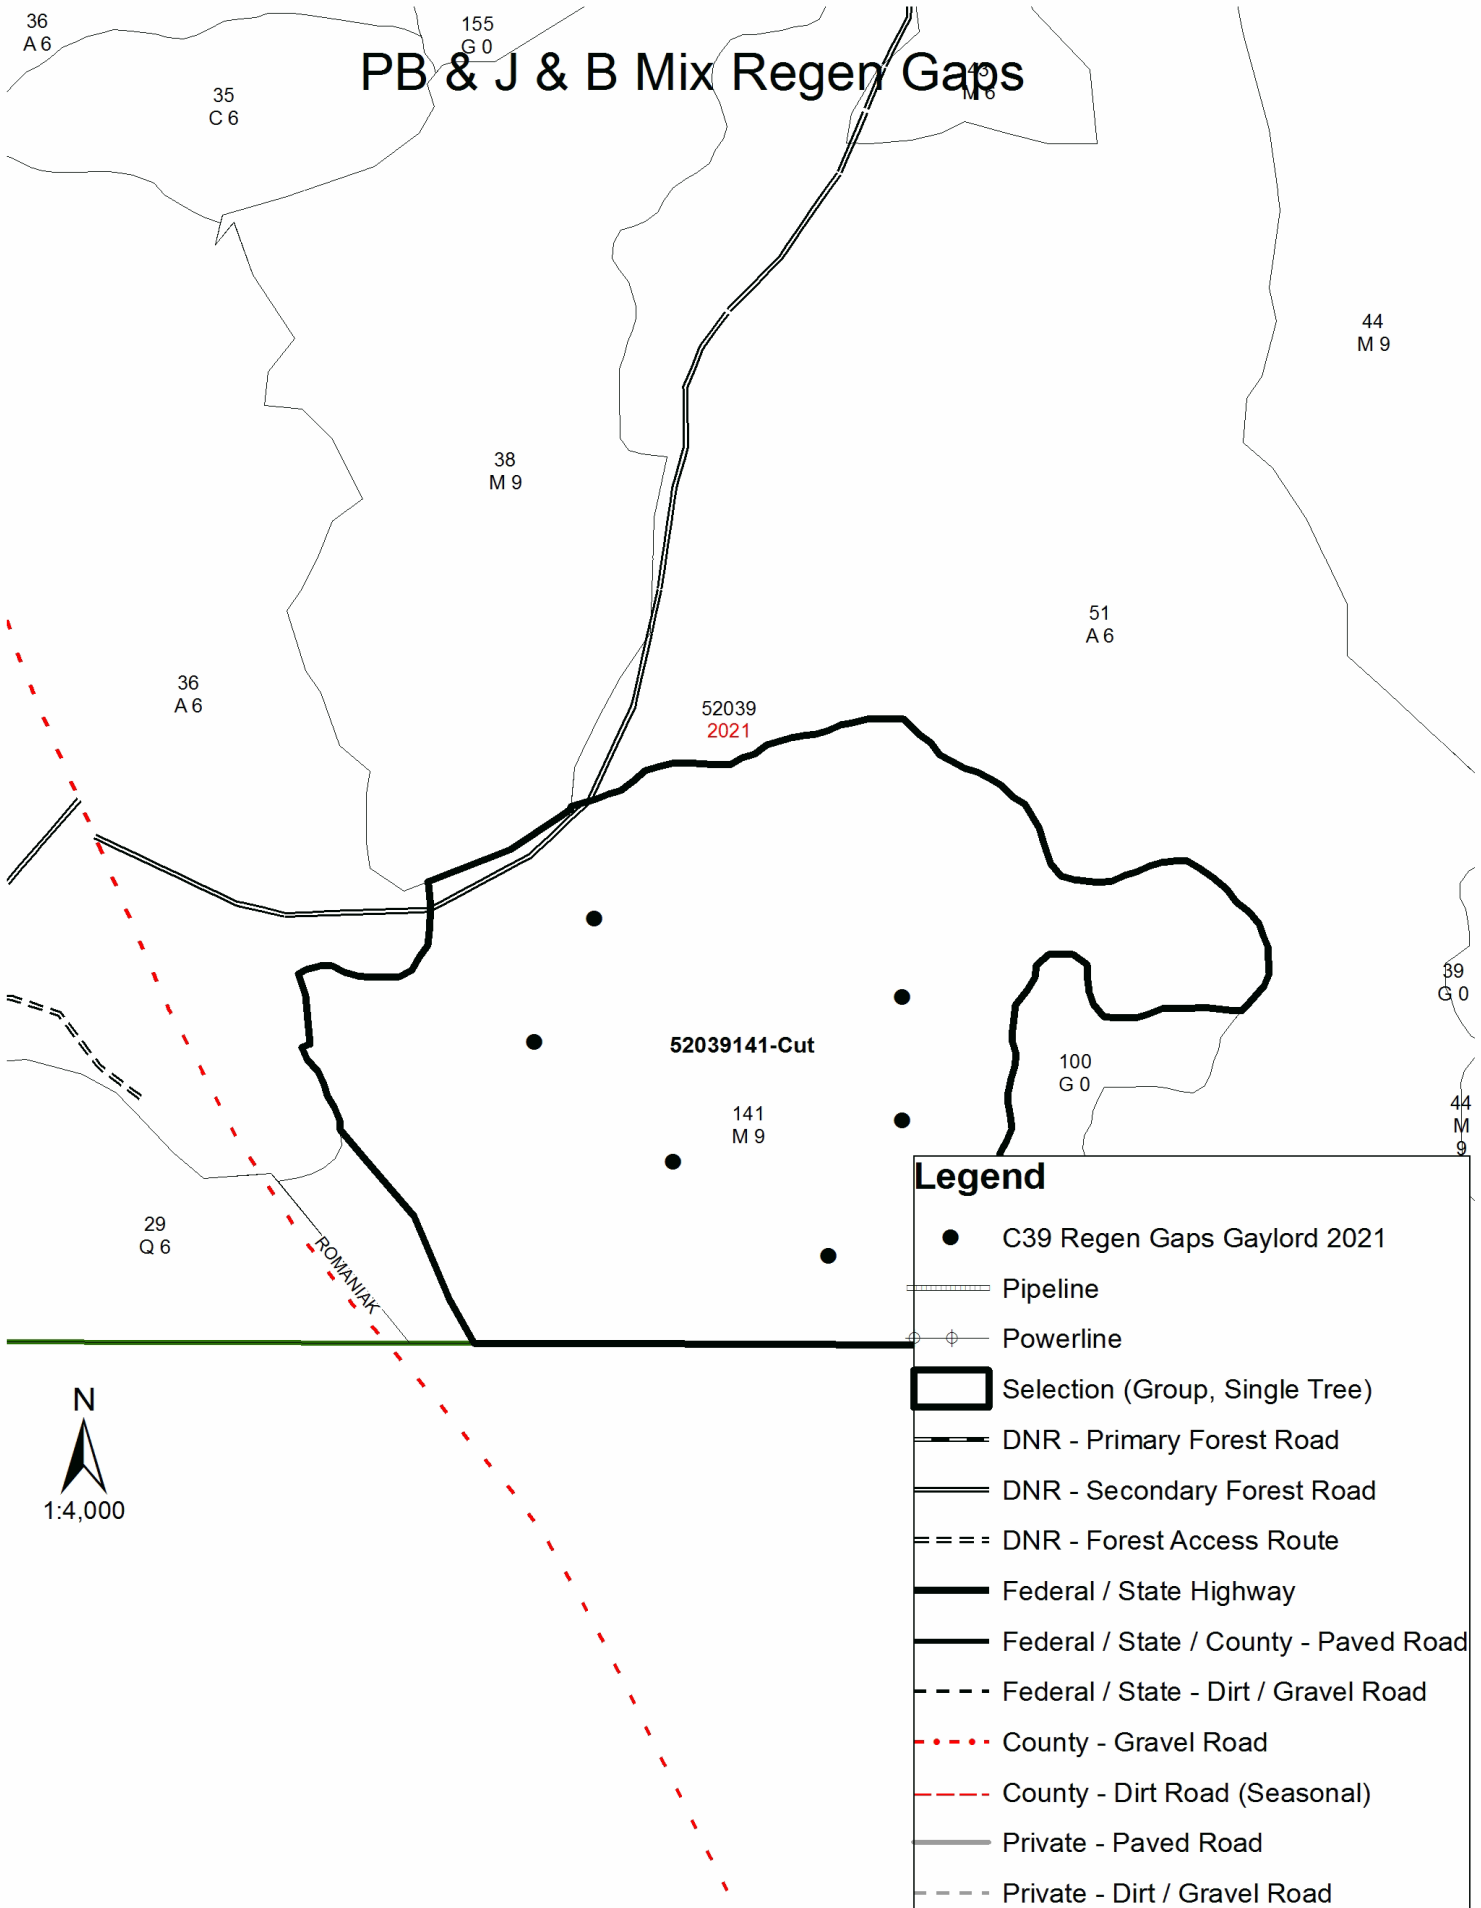 36
A 6
155
G 0
PB & J & B Mix Regen Gaps
43
M 6
35
C 6
44
M 9
38
M 9
51
A 6
36
A 6
52039
2021
39
G 0
52039141-Cut
100
G 0
141
M 9
44
M
9
29
Q 6
ROMANIAK
N
1:4,000
Legend
C39 Regen Gaps Gaylord 2021
Pipeline
Powerline
Selection (Group, Single Tree)
DNR - Primary Forest Road
DNR - Secondary Forest Road
DNR - Forest Access Route
Federal / State Highway
Federal / State / County - Paved Road
Federal / State - Dirt / Gravel Road
County - Gravel Road
County - Dirt Road (Seasonal)
Private - Paved Road
Private - Dirt / Gravel Road